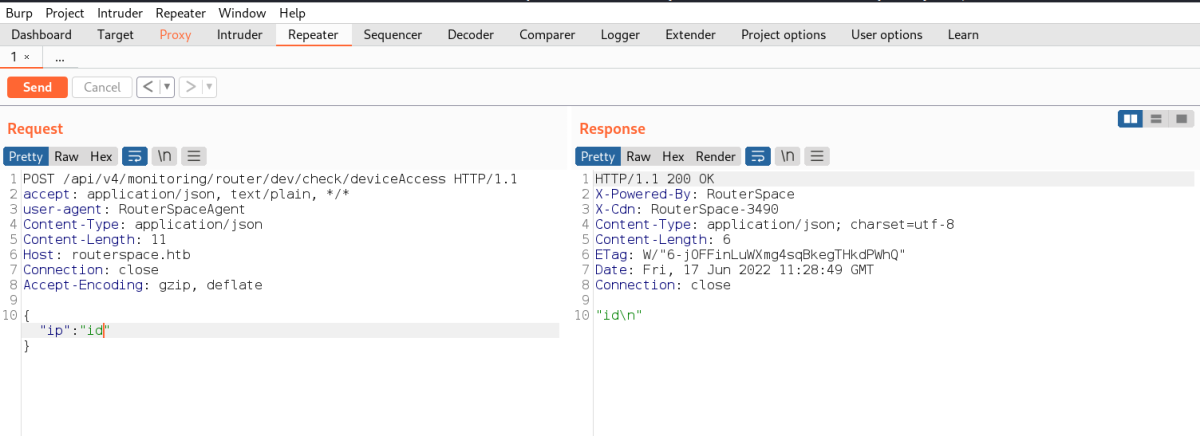 Burp Project Intruder Repeater Window Help
Dashboard Target Proxy Intruder Repeater Sequencer Decoder Comparer Logger Extender Project options User options Learn
1 × ...
Send Cancel < ▼ > ▼
Request
Pretty Raw Hex \n
1 POST /api/v4/monitoring/router/dev/check/deviceAccess HTTP/1.1
2 accept: application/json, text/plain, */*
3 user-agent: RouterSpaceAgent
4 Content-Type: application/json
5 Content-Length: 11
6 Host: routerspace.htb
7 Connection: close
8 Accept-Encoding: gzip, deflate
9
10 {
"ip":"id"
}
Response
Pretty Raw Hex Render \n
1 HTTP/1.1 200 OK
2 X-Powered-By: RouterSpace
3 X-Cdn: RouterSpace-3490
4 Content-Type: application/json; charset=utf-8
5 Content-Length: 6
6 ETag: W/"6-jOFFinLuWXmg4sqBkegTHkdPWhQ"
7 Date: Fri, 17 Jun 2022 11:28:49 GMT
8 Connection: close
9
10 "id\n"